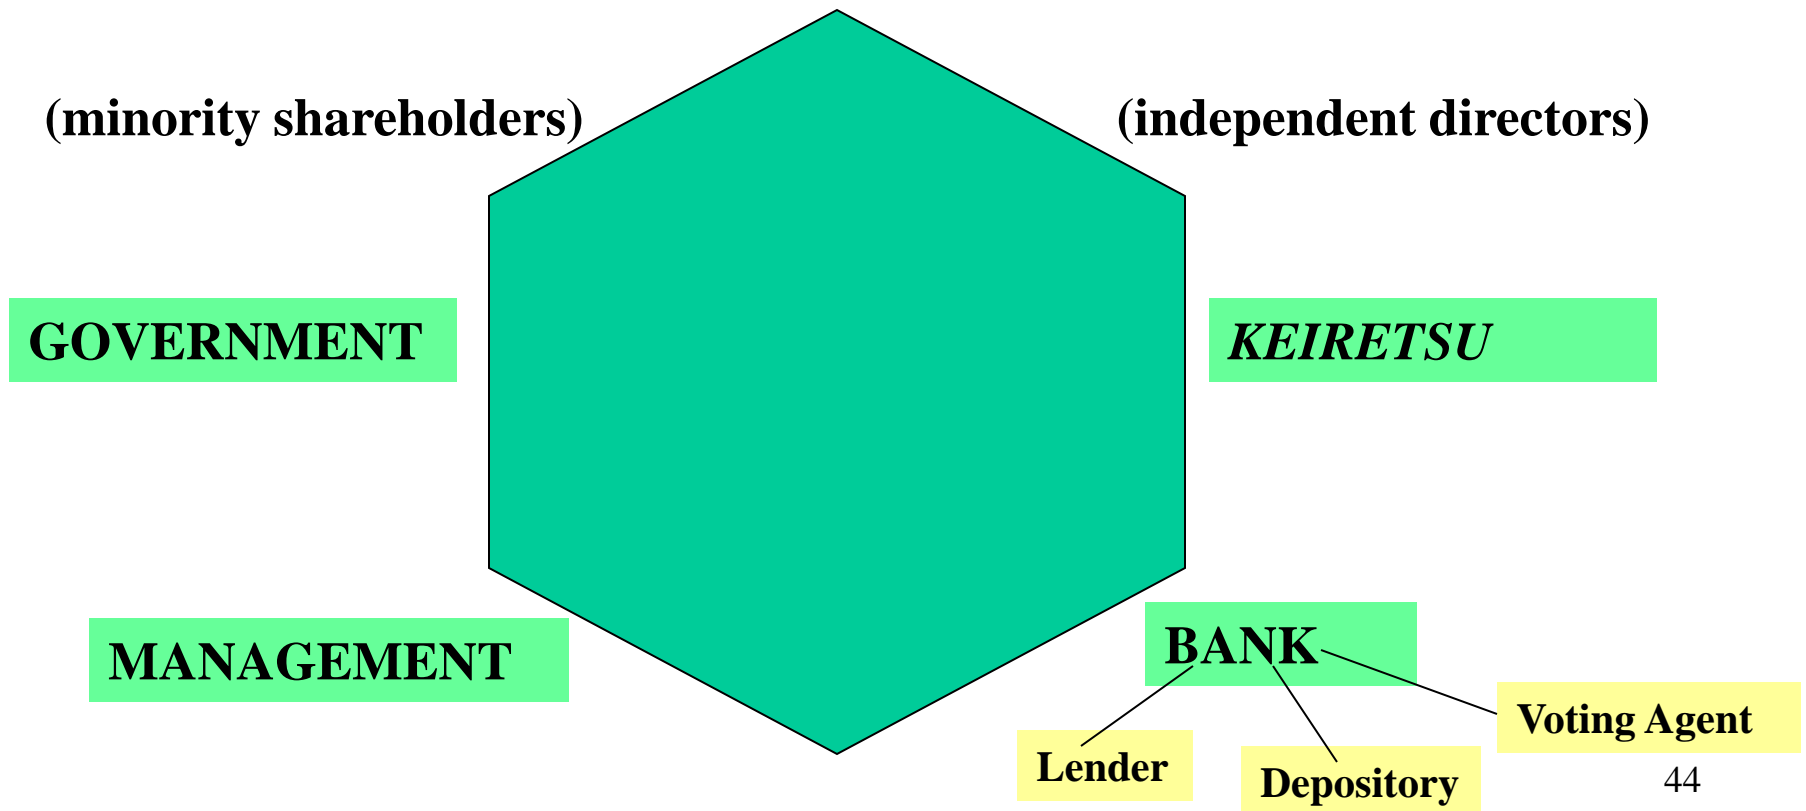 (minority shareholders)
(independent directors)
GOVERNMENT
KEIRETSU
MANAGEMENT
BANK
Voting Agent
Lender
Depository
44